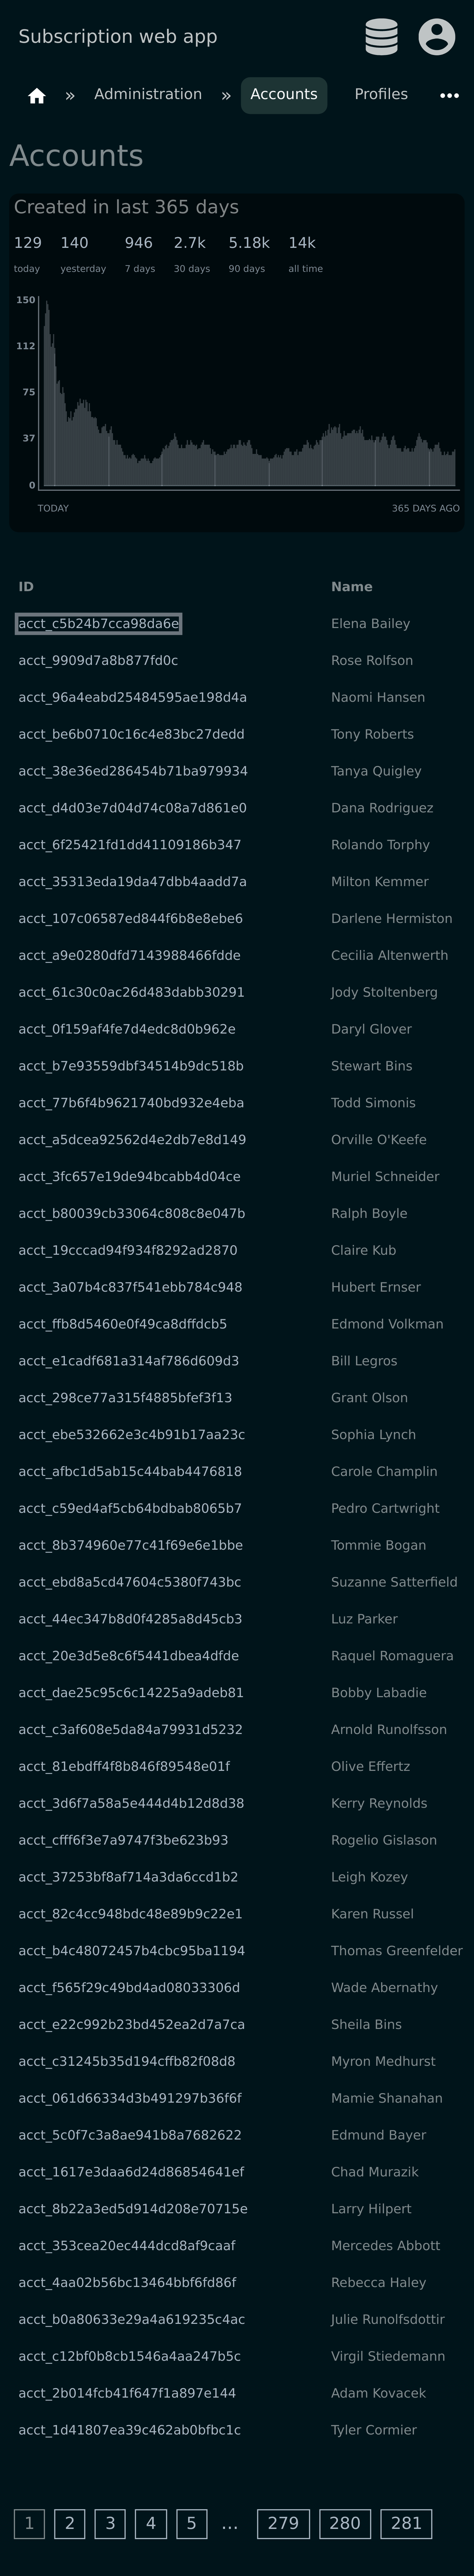 Subscription web app
» Administration » Accounts Profiles
Accounts
Created in last 365 days
129 140 946 2.7k 5.18k 14k
today yesterday 7 days 30 days 90 days all time
150
112
75
37
0
TODAY 365 DAYS AGO
ID Name
acct_c5b24b7cca98da6e Elena Bailey
acct_9909d7a8b877fd0c Rose Rolfson
acct_96a4eabd25484595ae198d4a Naomi Hansen
acct_be6b0710c16c4e83bc27dedd Tony Roberts
acct_38e36ed286454b71ba979934 Tanya Quigley
acct_d4d03e7d04d74c08a7d861e0 Dana Rodriguez
acct_6f25421fd1dd41109186b347 Rolando Torphy
acct_35313eda19da47dbb4aadd7a Milton Kemmer
acct_107c06587ed844f6b8e8ebe6 Darlene Hermiston
acct_a9e0280dfd7143988466fdde Cecilia Altenwerth
acct_61c30c0ac26d483dabb30291 Jody Stoltenberg
acct_0f159af4fe7d4edc8d0b962e Daryl Glover
acct_b7e93559dbf34514b9dc518b Stewart Bins
acct_77b6f4b9621740bd932e4eba Todd Simonis
acct_a5dcea92562d4e2db7e8d149 Orville O'Keefe
acct_3fc657e19de94bcabb4d04ce Muriel Schneider
acct_b80039cb33064c808c8e047b Ralph Boyle
acct_19cccad94f934f8292ad2870 Claire Kub
acct_3a07b4c837f541ebb784c948 Hubert Ernser
acct_ffb8d5460e0f49ca8dffdcb5 Edmond Volkman
acct_e1cadf681a314af786d609d3 Bill Legros
acct_298ce77a315f4885bfef3f13 Grant Olson
acct_ebe532662e3c4b91b17aa23c Sophia Lynch
acct_afbc1d5ab15c44bab4476818 Carole Champlin
acct_c59ed4af5cb64bdbab8065b7 Pedro Cartwright
acct_8b374960e77c41f69e6e1bbe Tommie Bogan
acct_ebd8a5cd47604c5380f743bc Suzanne Satterfield
acct_44ec347b8d0f4285a8d45cb3 Luz Parker
acct_20e3d5e8c6f5441dbea4dfde Raquel Romaguera
acct_dae25c95c6c14225a9adeb81 Bobby Labadie
acct_c3af608e5da84a79931d5232 Arnold Runolfsson
acct_81ebdff4f8b846f89548e01f Olive Effertz
acct_3d6f7a58a5e444d4b12d8d38 Kerry Reynolds
acct_cfff6f3e7a9747f3be623b93 Rogelio Gislason
acct_37253bf8af714a3da6ccd1b2 Leigh Kozey
acct_82c4cc948bdc48e89b9c22e1 Karen Russel
acct_b4c48072457b4cbc95ba1194 Thomas Greenfelder
acct_f565f29c49bd4ad08033306d Wade Abernathy
acct_e22c992b23bd452ea2d7a7ca Sheila Bins
acct_c31245b35d194cffb82f08d8 Myron Medhurst
acct_061d66334d3b491297b36f6f Mamie Shanahan
acct_5c0f7c3a8ae941b8a7682622 Edmund Bayer
acct_1617e3daa6d24d86854641ef Chad Murazik
acct_8b22a3ed5d914d208e70715e Larry Hilpert
acct_353cea20ec444dcd8af9caaf Mercedes Abbott
acct_4aa02b56bc13464bbf6fd86f Rebecca Haley
acct_b0a80633e29a4a619235c4ac Julie Runolfsdottir
acct_c12bf0b8cb1546a4aa247b5c Virgil Stiedemann
acct_2b014fcb41f647f1a897e144 Adam Kovacek
acct_1d41807ea39c462ab0bfbc1c Tyler Cormier
1 2 3 4 5 … 279 280 281